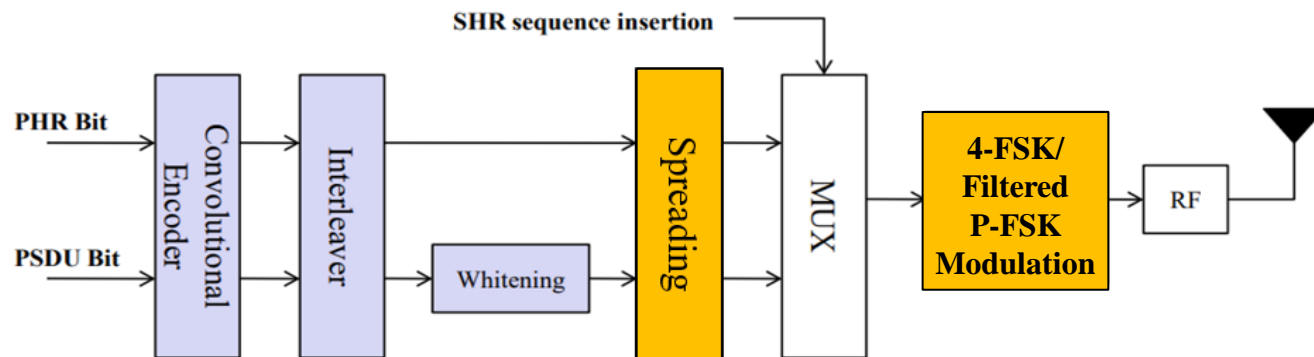 SHR sequence insertion
PHR Bit
PSDU Bit
Convolutional
Encoder
Interleaver
Whitening
Spreading
MUX
4-FSK/
Filtered
P-FSK
Modulation
RF